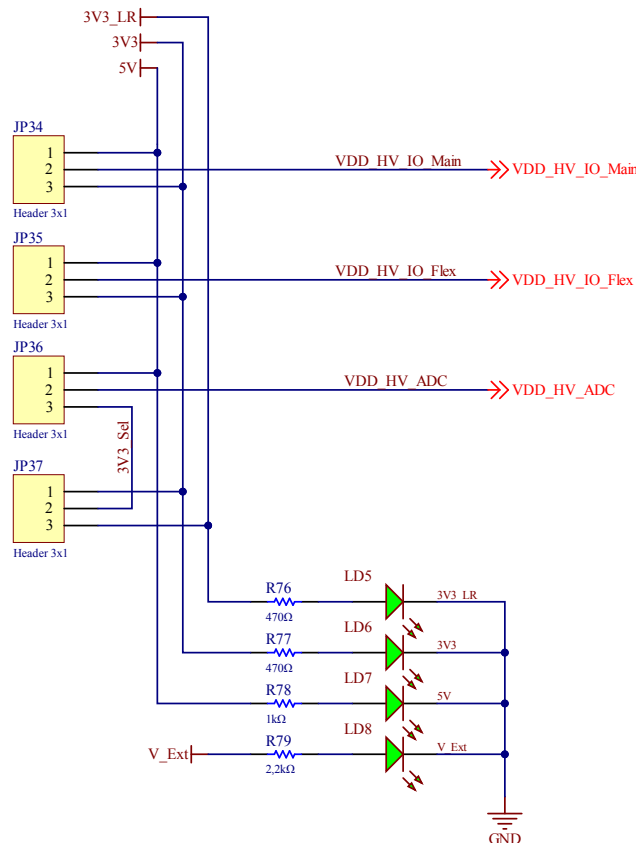 3V3_LR
3V3
5V
JP34
1
2
3
Header 3x1
VDD_HV_IO_Main
VDD_HV_IO_Main
JP35
1
2
3
Header 3x1
VDD_HV_IO_Flex
VDD_HV_IO_Flex
JP36
1
2
3
Header 3x1
VDD_HV_ADC
VDD_HV_ADC
3V3_Sel
JP37
1
2
3
Header 3x1
R76
470Ω
LD5
3V3_LR
R77
470Ω
LD6
3V3
R78
1kΩ
LD7
5V
V_Ext
R79
2,2kΩ
LD8
V_Ext
GND